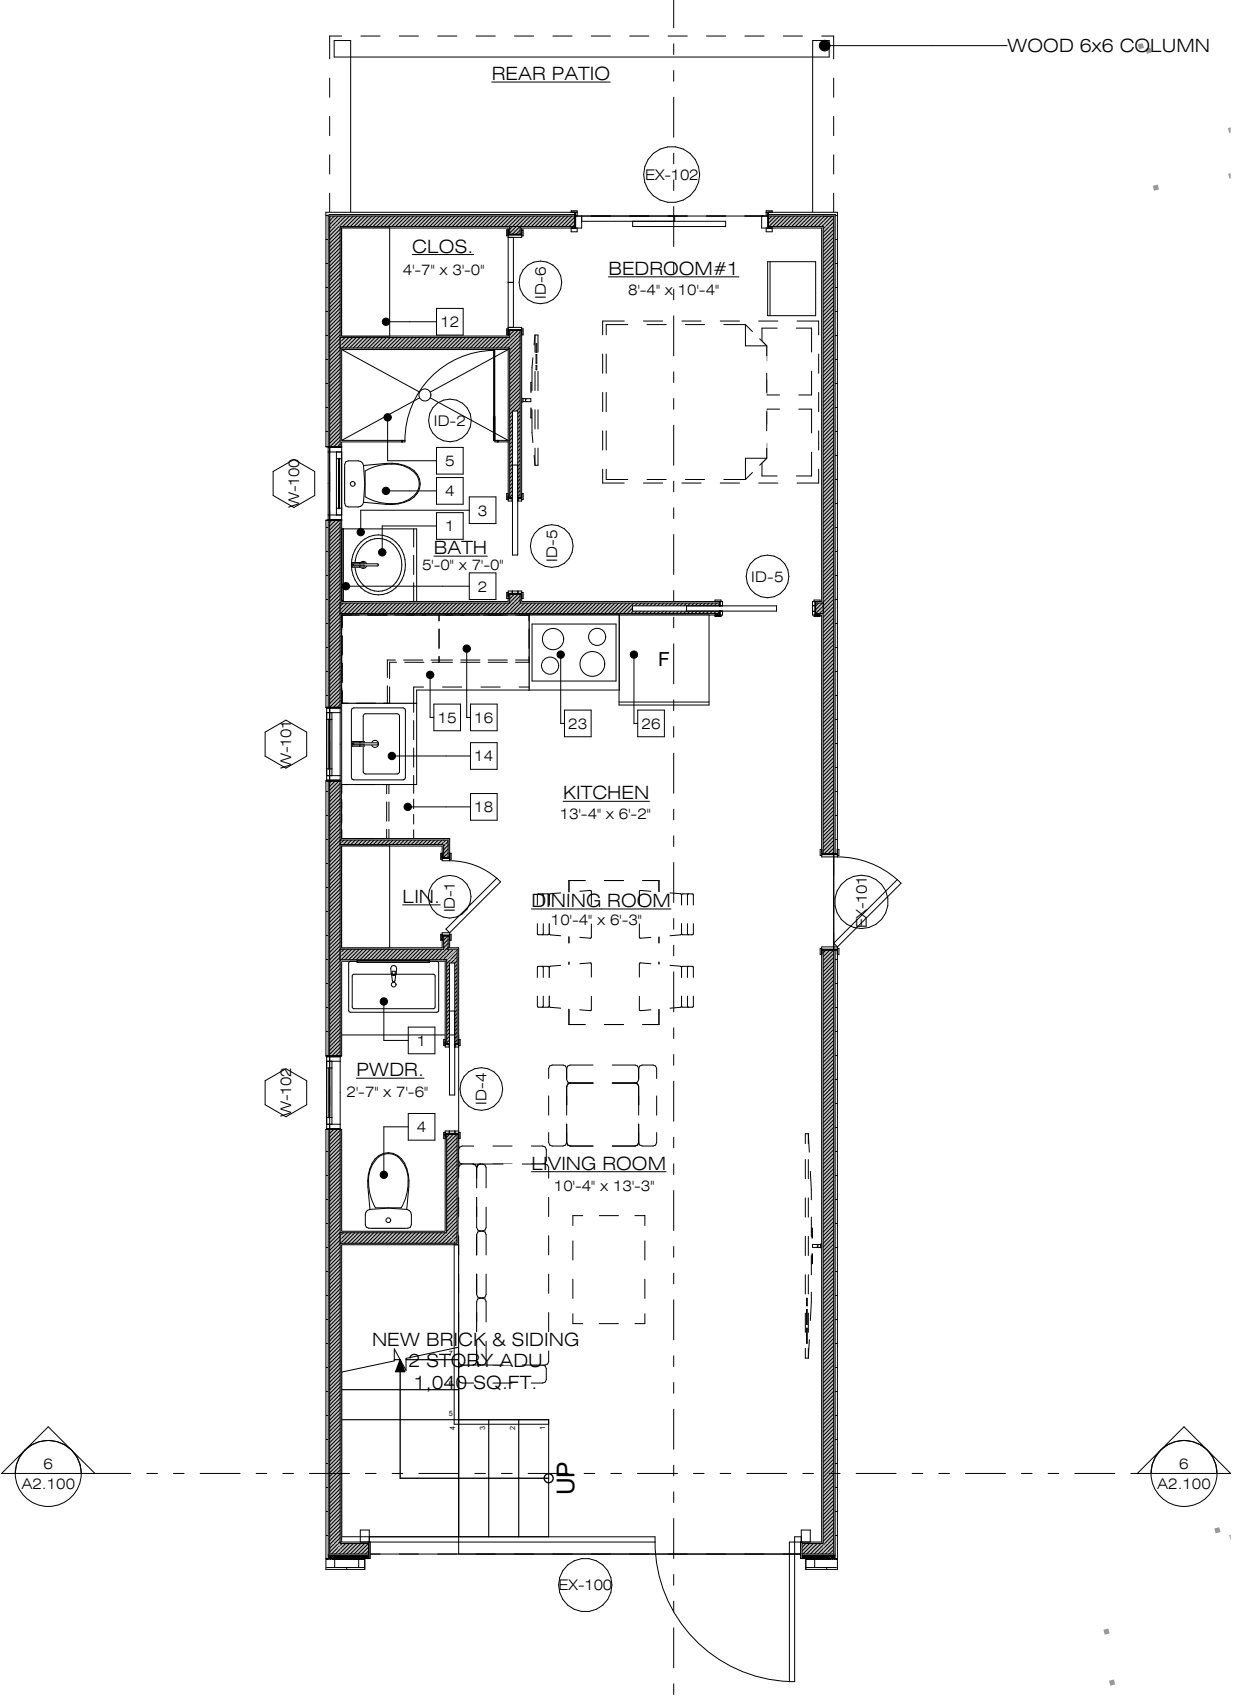 WOOD 6x6 COLUMN
REAR PATIO
EX-102
CLOS.
4'-7" x 3'-0"
ID-6
BEDROOM#1
8'-4" x 10'-4"
12
ID-2
5
W-100
4
3
1
BATH
5'-0" x 7'-0"
ID-5
2
ID-5
16
F
15
16
23
26
W-101
14
KITCHEN
13'-4" x 6'-2"
18
LIN.
ID-1
DINING ROOM
10'-4" x 6'-3"
EX-101
1
PWDR.
2'-7" x 7'-6"
W-102
ID-4
4
LIVING ROOM
10'-4" x 13'-3"
NEW BRICK & SIDING
2 STORY ADU
1,040 SQ.FT.
5
4
3
2
1
UP
6
A2.100
6
A2.100
EX-100